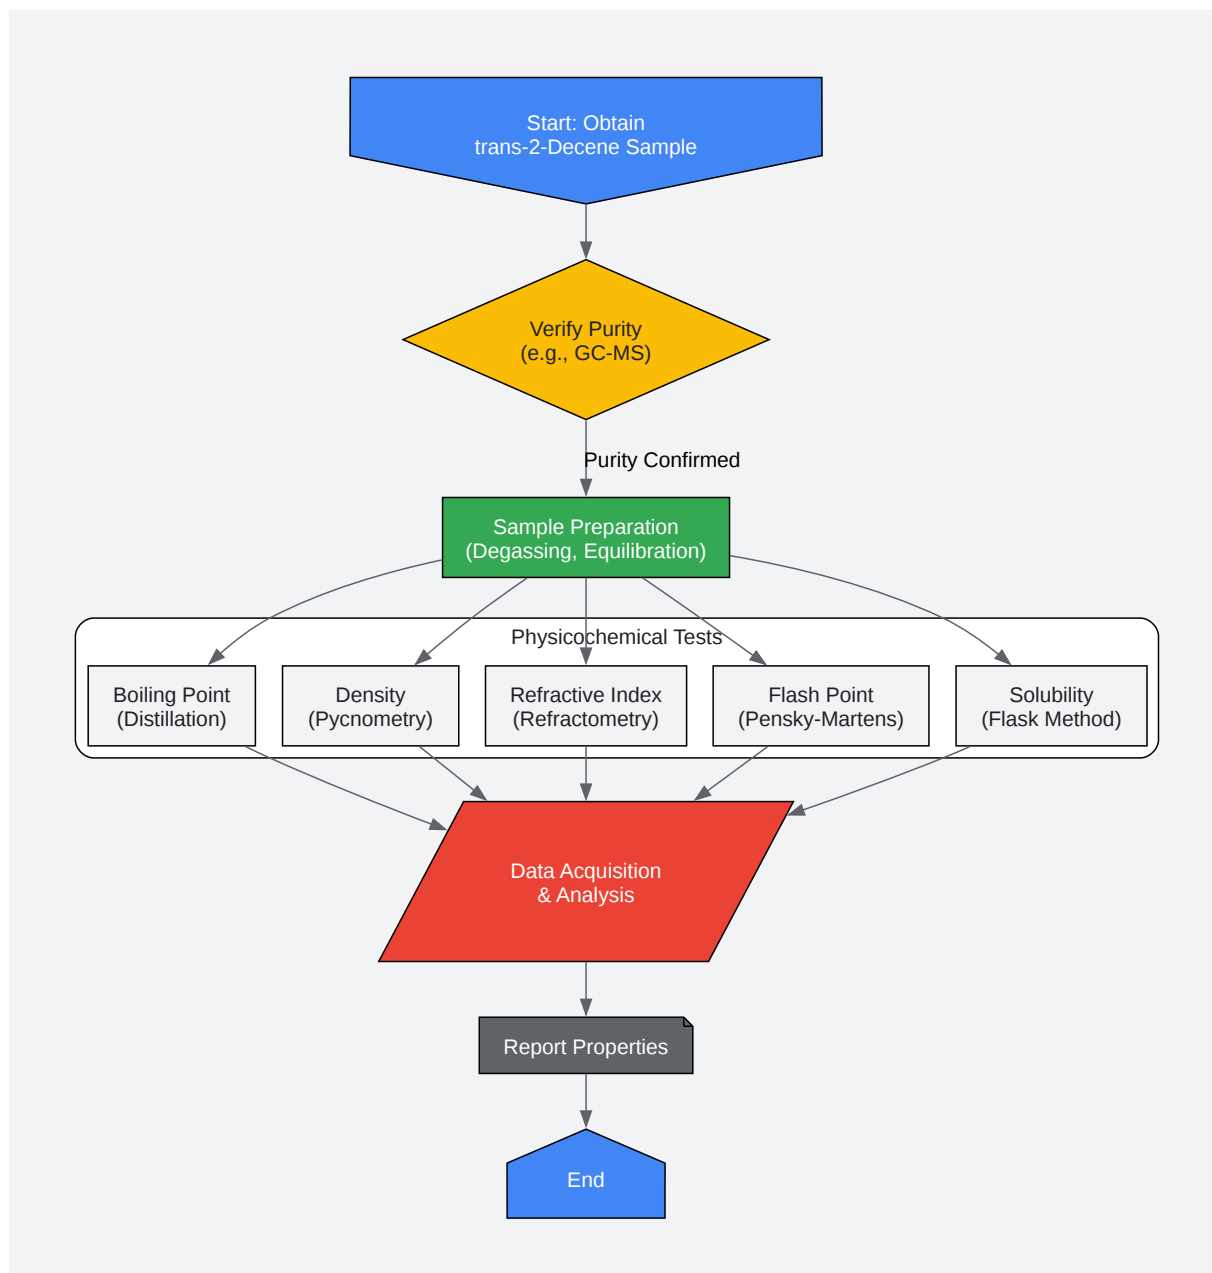 Start: Obtain
trans-2-Decene Sample
Verify Purity
(e.g., GC-MS)
Purity Confirmed
Sample Preparation
(Degassing, Equilibration)
Physicochemical Tests
Boiling Point
(Distillation)
Density
(Pycnometry)
Refractive Index
(Refractometry)
Flash Point
(Pensky-Martens)
Solubility
(Flask Method)
Data Acquisition
& Analysis
Report Properties
End